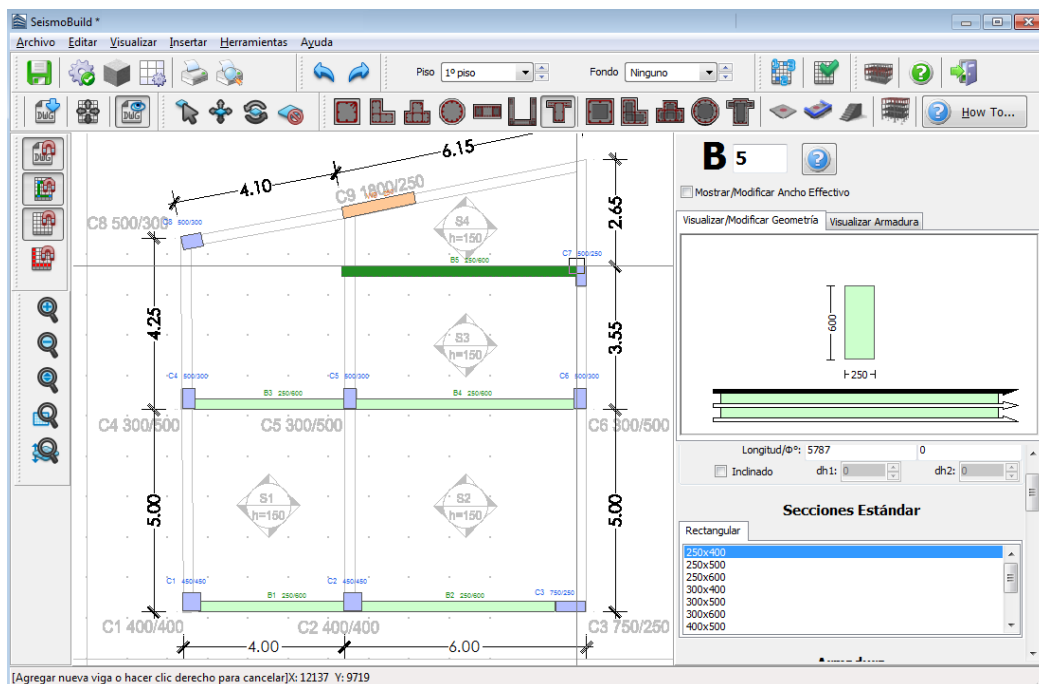 SeismoBuild *
Archivo Editar Visualizar Insertar Herramientas Ayuda
Piso 1º piso Fondo Ninguno
DWG DWG How To...
B 5
Mostrar/Modificar Ancho Effectivo
Visualizar/Modificar Geometría Visualizar Armadura
600
250
Longitud/Φº: 5787 0
Inclinado dh1: 0 dh2: 0
Secciones Estándar
Rectangular
250x400
250x500
250x600
300x400
300x500
300x600
400x500
DWG
4.10
6.15
C9 1800/250
C8 500/300
C8 500/300
S4
h=150
2.65
B5 250/600
C7 500/250
4.25
S3
h=150
3.55
C4 500/300
C5 500/300
C6 500/300
B3 250/600
B4 250/600
C4 300/500
C5 300/500
C6 300/500
5.00
S1
h=150
S2
h=150
5.00
C1 450/450
C2 450/450
B1 250/600
B2 250/600
C3 750/250
C1 400/400
C2 400/400
C3 750/250
4.00
6.00
[Agregar nueva viga o hacer clic derecho para cancelar]X: 12137 Y: 9719